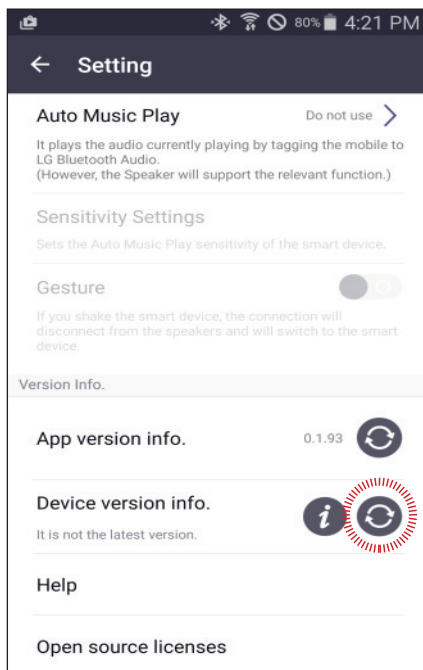 80% 4:21 PM
Setting
Auto Music Play Do not use
It plays the audio currently playing by tagging the mobile to
LG Bluetooth Audio.
(However, the Speaker will support the relevant function.)
Sensitivity Settings
Sets the Auto Music Play sensitivity of the smart device.
Gesture
If you shake the smart device, the connection will
disconnect from the speakers and will switch to the smart
device.
Version Info.
App version info. 0.1.93
Device version info. i
It is not the latest version.
Help
Open source licenses